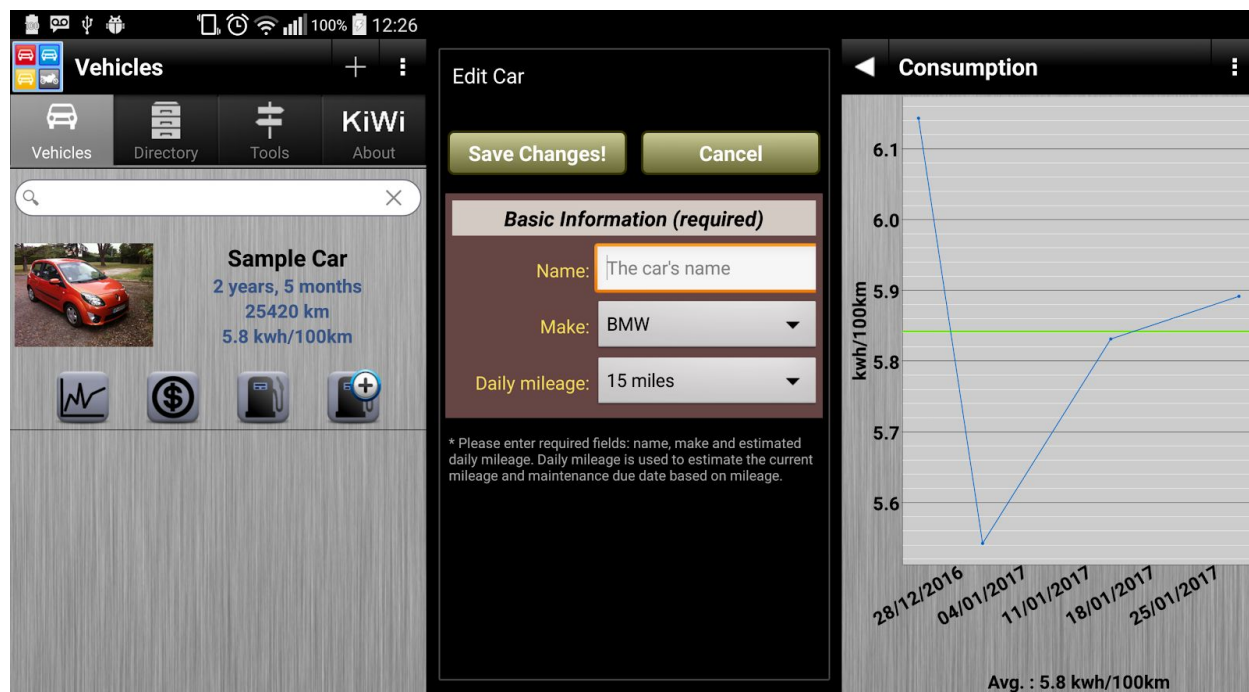 100% 12:26
Vehicles
Vehicles
Directory
Tools
KiWi
About
Sample Car
2 years, 5 months
25420 km
5.8 kwh/100km
Edit Car
Save Changes!
Cancel
Basic Information (required)
Name: The car's name
Make: BMW
Daily mileage: 15 miles
* Please enter required fields: name, make and estimated
daily mileage. Daily mileage is used to estimate the current
mileage and maintenance due date based on mileage.
Consumption
kwh/100km
6.1
6.0
5.9
5.8
5.7
5.6
28/12/2016
04/01/2017
11/01/2017
18/01/2017
25/01/2017
Avg. : 5.8 kwh/100km